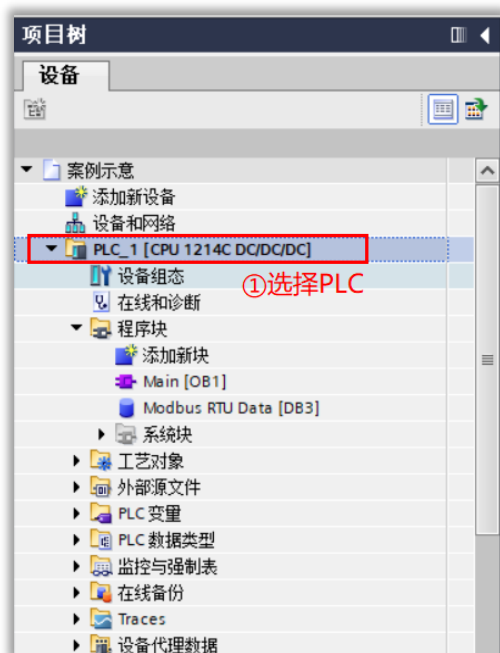 项目树
设备
案例示意
添加新设备
设备和网络
PLC_1 [CPU 1214C DC/DC/DC]
设备组态
①选择PLC
在线和诊断
程序块
添加新块
Main [OB1]
Modbus RTU Data [DB3]
系统块
工艺对象
外部源文件
PLC 变量
PLC 数据类型
监控与强制表
在线备份
Traces
设备代理数据